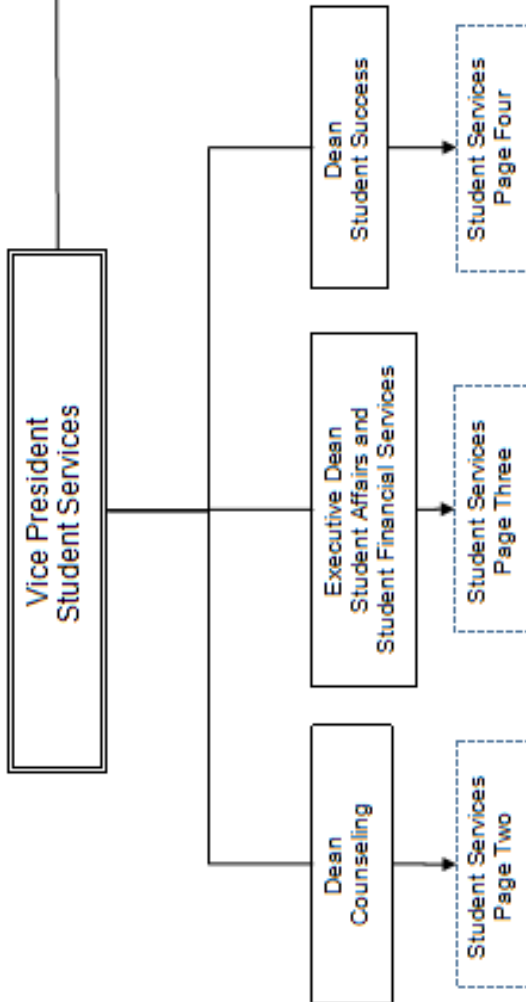 Vice President
Student Services
Dean
Counseling
Executive Dean
Student Affairs and
Student Financial Services
Dean
Student Success
Student Services
Page Two
Student Services
Page Three
Student Services
Page Four